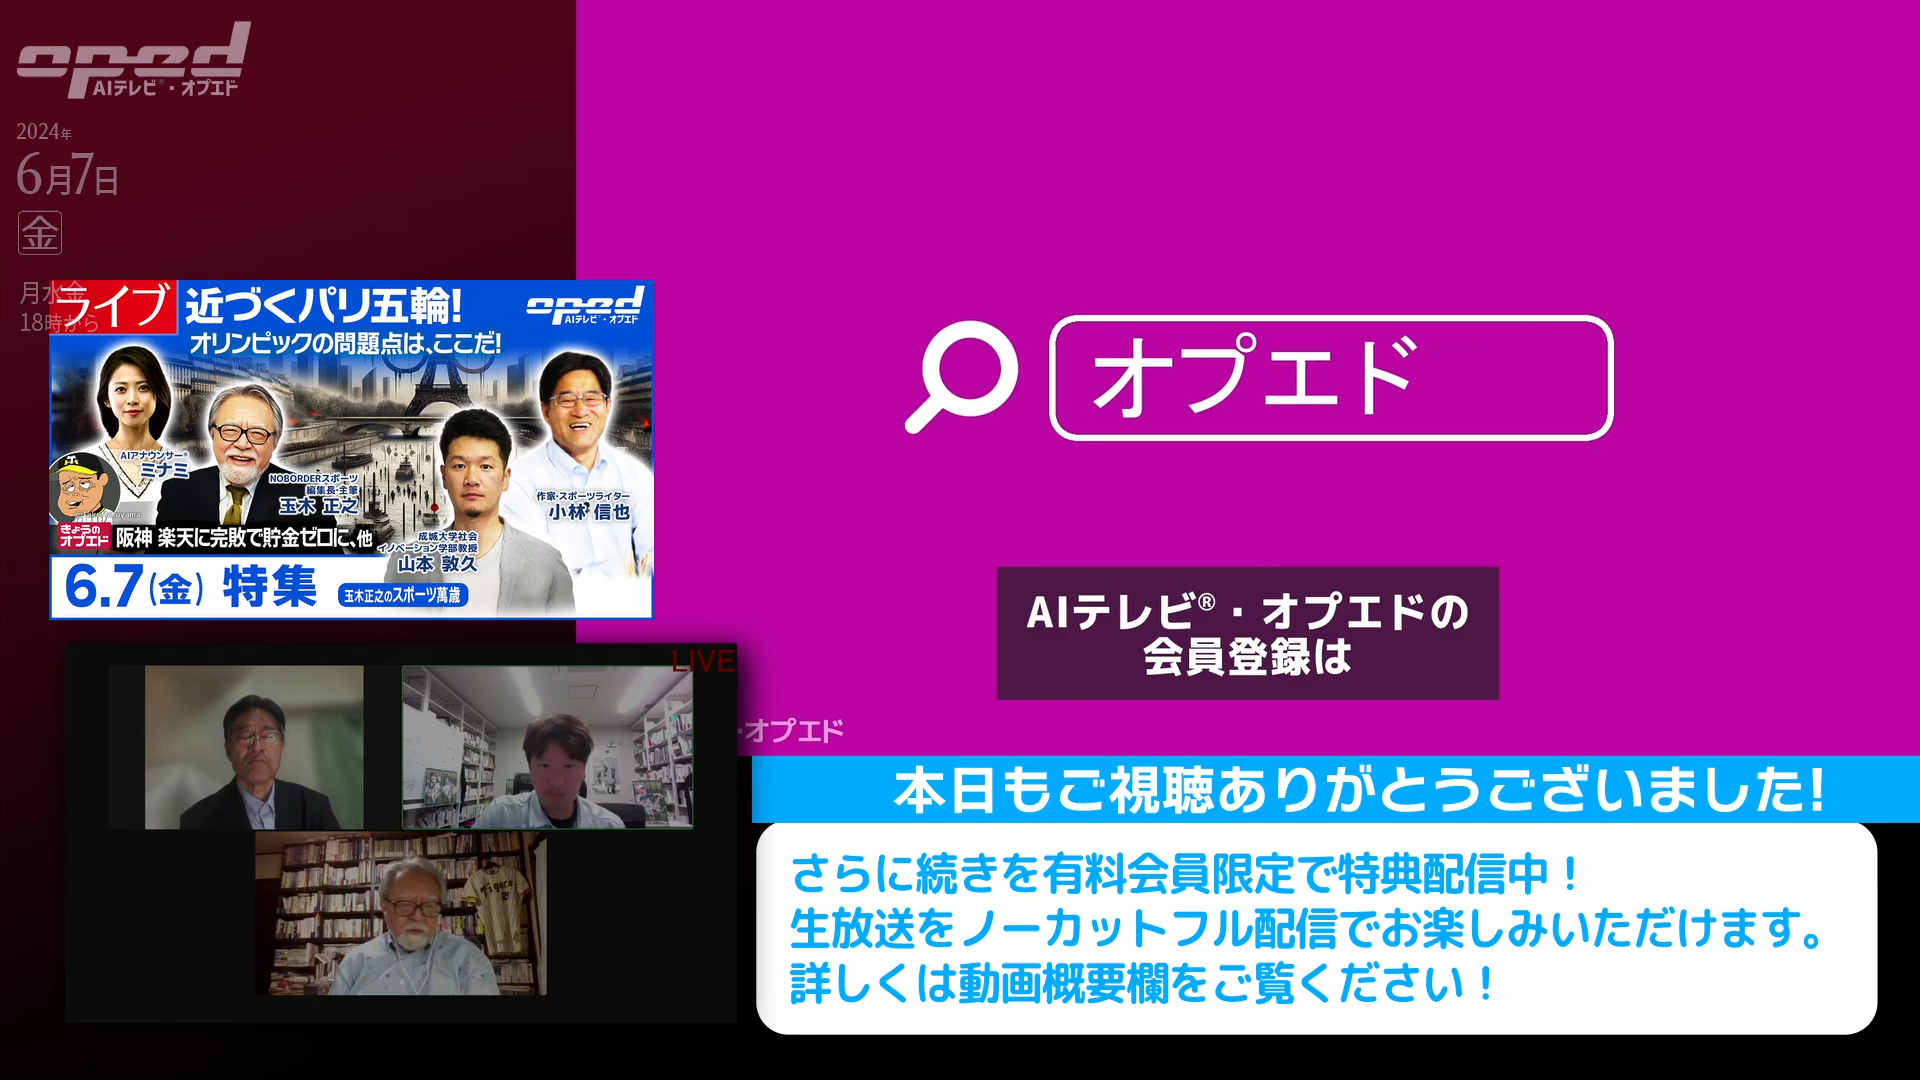 oped
AIテレビ®・オプエド
2024年
6月7日
金
月水金
18時から
ライブ
近づくパリ五輪!
oped
AIテレビ®・オプエド
オリンピックの問題点は、ここだ!
AIアナウンサー®
ミナミ
NOBORDERスポーツ
編集長・主筆
玉木 正之
作家・スポーツライター
小林 信也
成城大学社会
イノベーション学部教授
山本 敦久
きょうの
オプエド
阪神 楽天に完敗で貯金ゼロに、他
6.7(金) 特集
玉木正之のスポーツ萬歳
オプエド
AIテレビ®・オプエドの
会員登録は
LIVE
・オプエド
本日もご視聴ありがとうございました!
さらに続きを有料会員限定で特典配信中！
生放送をノーカットフル配信でお楽しみいただけます。
詳しくは動画概要欄をご覧ください！